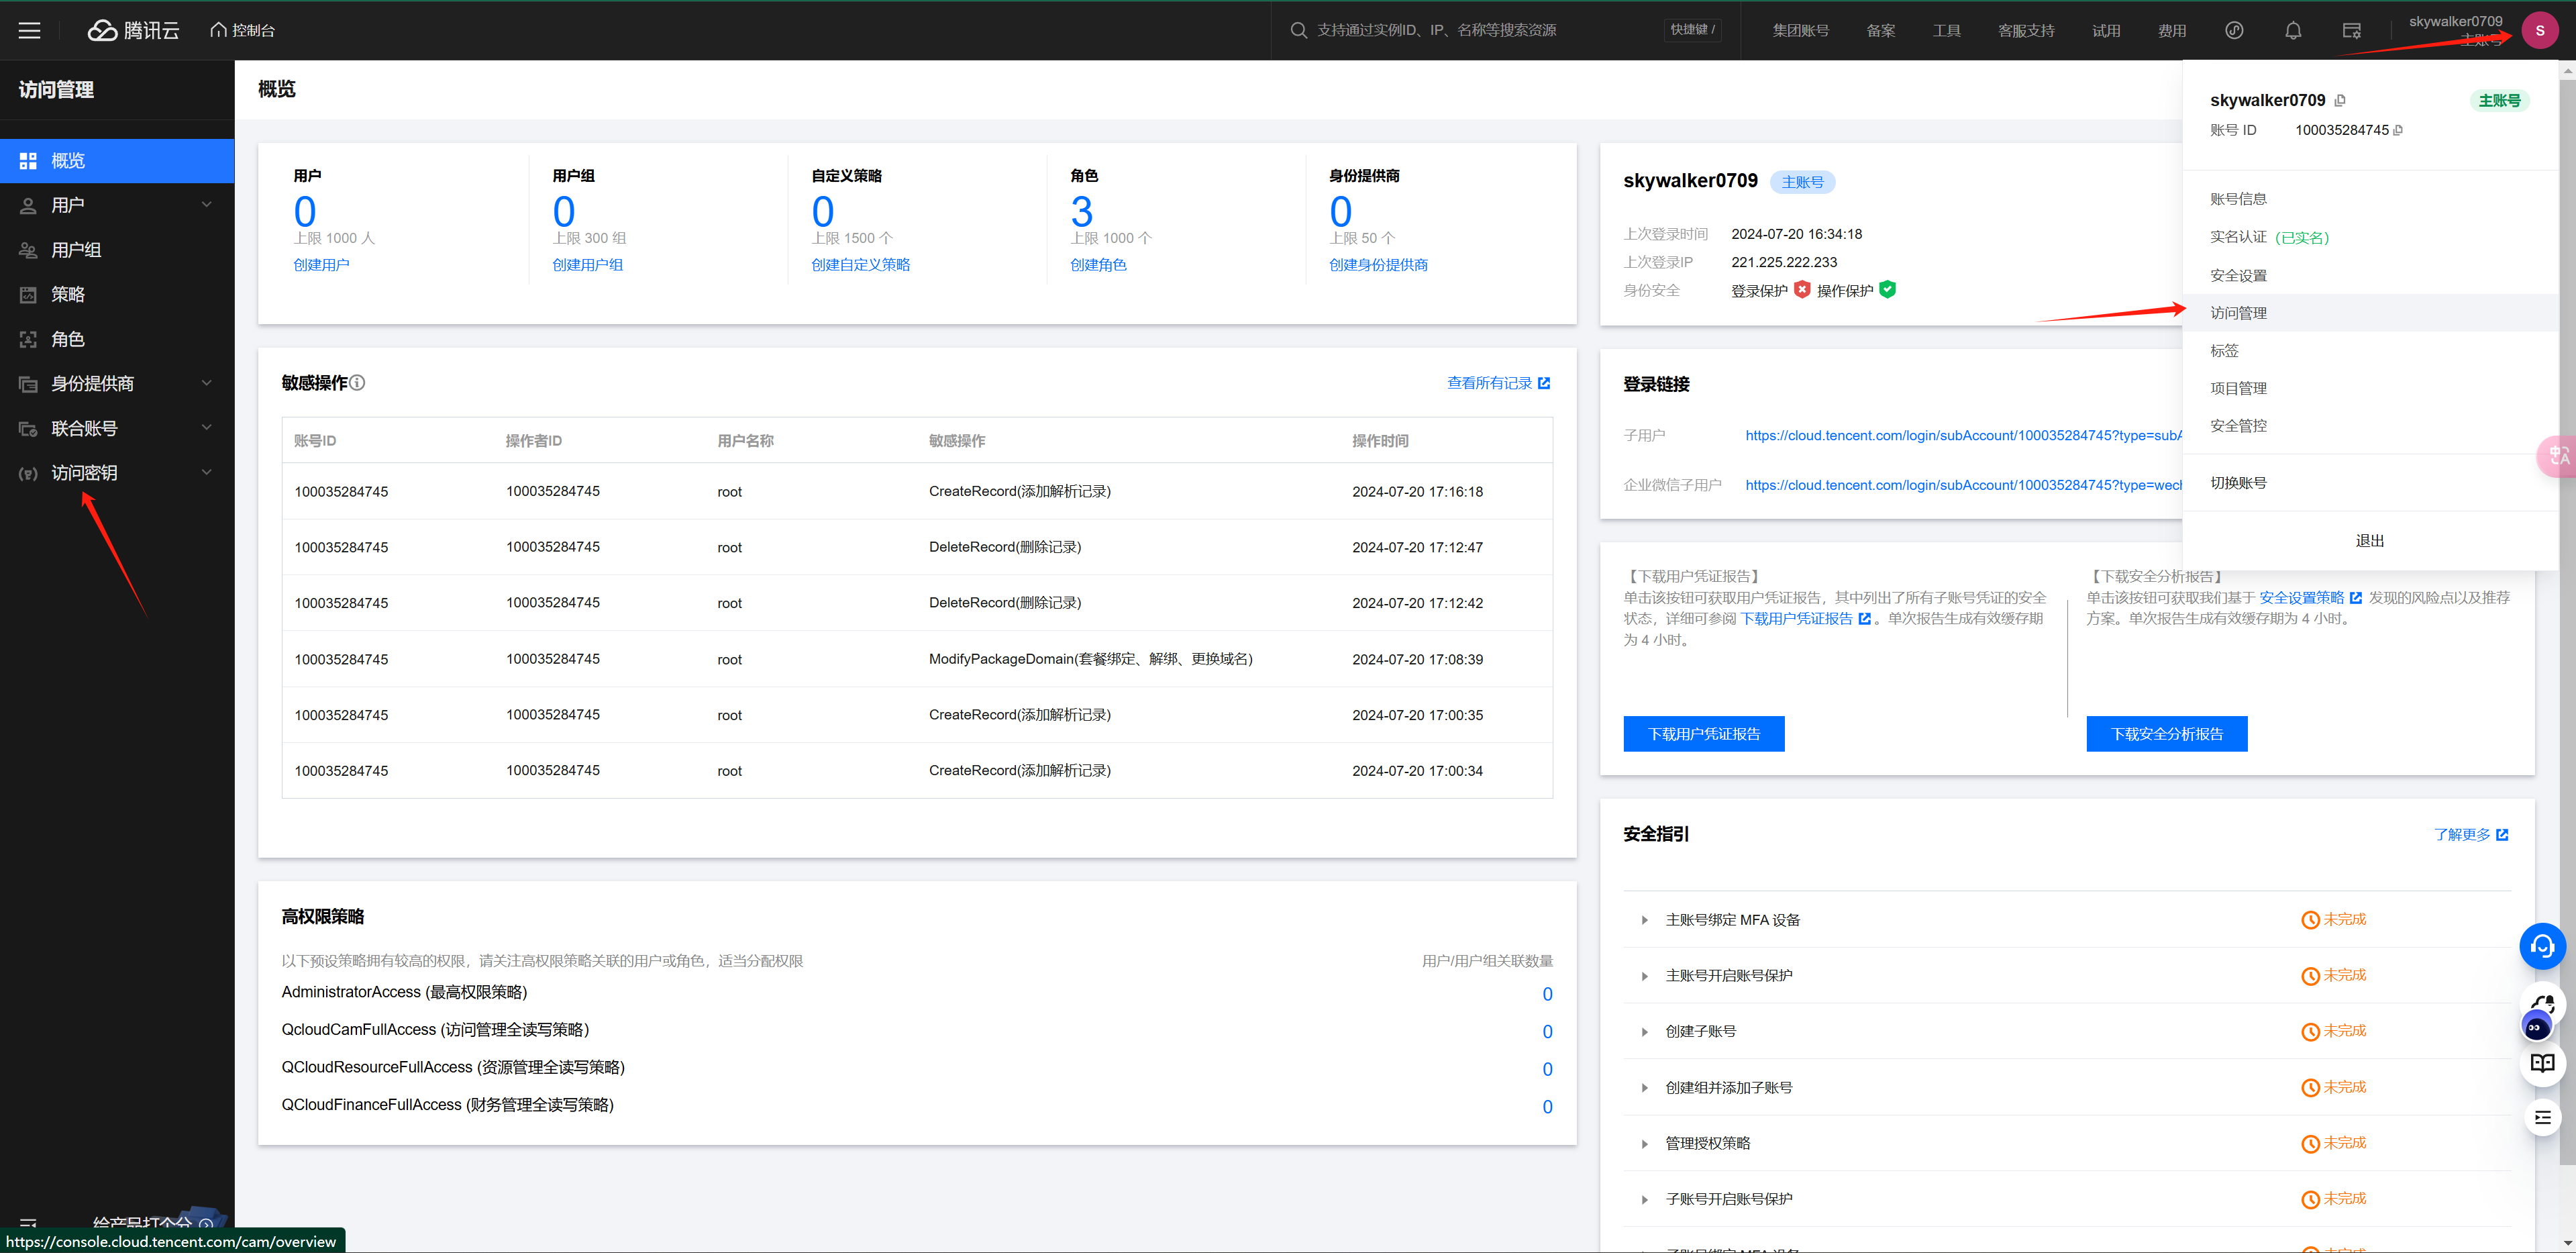 腾讯云
控制台
支持通过实例ID、IP、名称等搜索资源
快捷键 /
集团账号
备案
工具
客服支持
试用
费用
skywalker0709
主账号
S
访问管理
概览
用户
用户组
策略
角色
身份提供商
联合账号
访问密钥
给产品打个分
https://console.cloud.tencent.com/cam/overview
概览
用户
0
上限 1000 人
创建用户
用户组
0
上限 300 组
创建用户组
自定义策略
0
上限 1500 个
创建自定义策略
角色
3
上限 1000 个
创建角色
身份提供商
0
上限 50 个
创建身份提供商
敏感操作
查看所有记录
账号ID 操作者ID 用户名称 敏感操作 操作时间
100035284745 100035284745 root CreateRecord(添加解析记录) 2024-07-20 17:16:18
100035284745 100035284745 root DeleteRecord(删除记录) 2024-07-20 17:12:47
100035284745 100035284745 root DeleteRecord(删除记录) 2024-07-20 17:12:42
100035284745 100035284745 root ModifyPackageDomain(套餐绑定、解绑、更换域名) 2024-07-20 17:08:39
100035284745 100035284745 root CreateRecord(添加解析记录) 2024-07-20 17:00:35
100035284745 100035284745 root CreateRecord(添加解析记录) 2024-07-20 17:00:34
高权限策略
以下预设策略拥有较高的权限，请关注高权限策略关联的用户或角色，适当分配权限 用户/用户组关联数量
AdministratorAccess (最高权限策略) 0
QcloudCamFullAccess (访问管理全读写策略) 0
QCloudResourceFullAccess (资源管理全读写策略) 0
QCloudFinanceFullAccess (财务管理全读写策略) 0
skywalker0709 主账号
上次登录时间 2024-07-20 16:34:18
上次登录IP 221.225.222.233
身份安全 登录保护 操作保护
登录链接
子用户 https://cloud.tencent.com/login/subAccount/100035284745?type=subA
企业微信子用户 https://cloud.tencent.com/login/subAccount/100035284745?type=wech
【下载用户凭证报告】
单击该按钮可获取用户凭证报告，其中列出了所有子账号凭证的安全
状态，详细可参阅 下载用户凭证报告 。单次报告生成有效缓存期
为 4 小时。
下载用户凭证报告
【下载安全分析报告】
单击该按钮可获取我们基于 安全设置策略 发现的风险点以及推荐
方案。单次报告生成有效缓存期为 4 小时。
下载安全分析报告
安全指引
了解更多
主账号绑定 MFA 设备 未完成
主账号开启账号保护 未完成
创建子账号 未完成
创建组并添加子账号 未完成
管理授权策略 未完成
子账号开启账号保护 未完成
子账号绑定 MFA 设备 未完成
skywalker0709
主账号
账号 ID 100035284745
账号信息
实名认证 (已实名)
安全设置
访问管理
标签
项目管理
安全管控
切换账号
退出